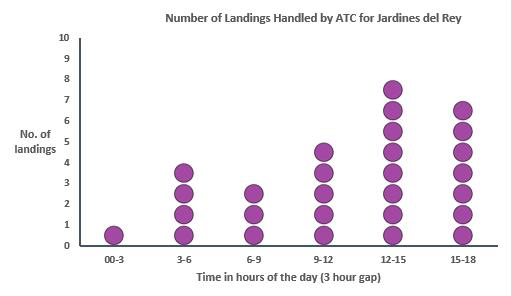 Number of Landings Handled by ATC for Jardines del Rey
10
9
8
7
6
5
4
3
2
1
0
No. of
landings
00-3 3-6 6-9 9-12 12-15 15-18
Time in hours of the day (3 hour gap)